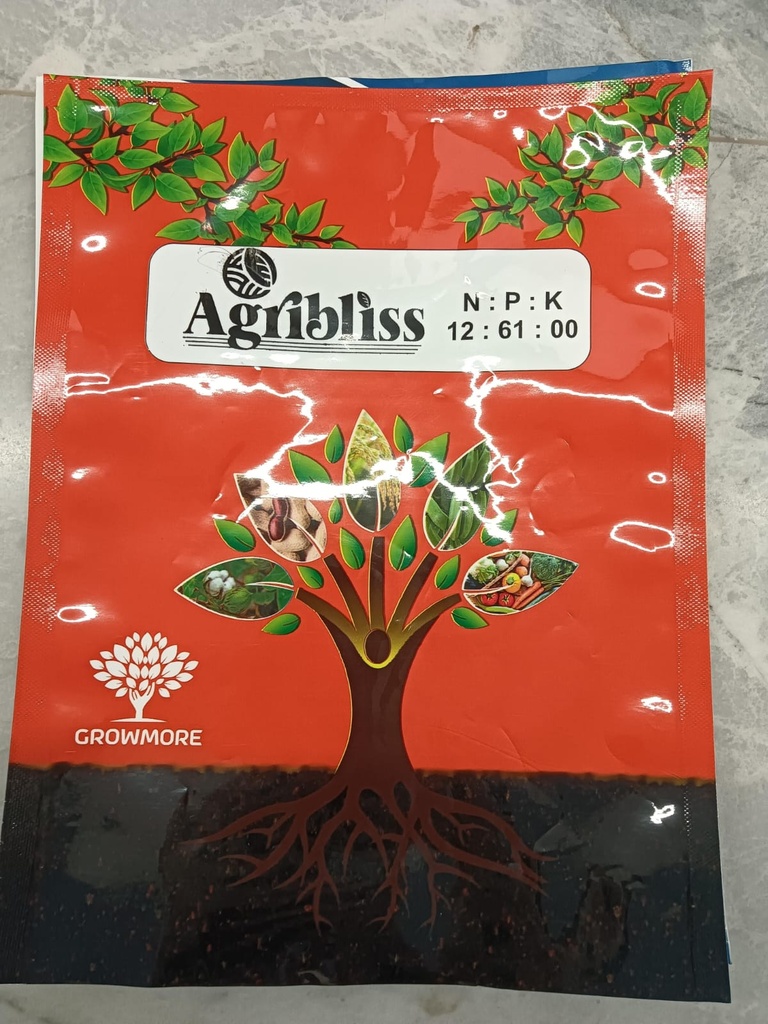 Agribliss
N : P : K
12 : 61 : 00
GROWMORE